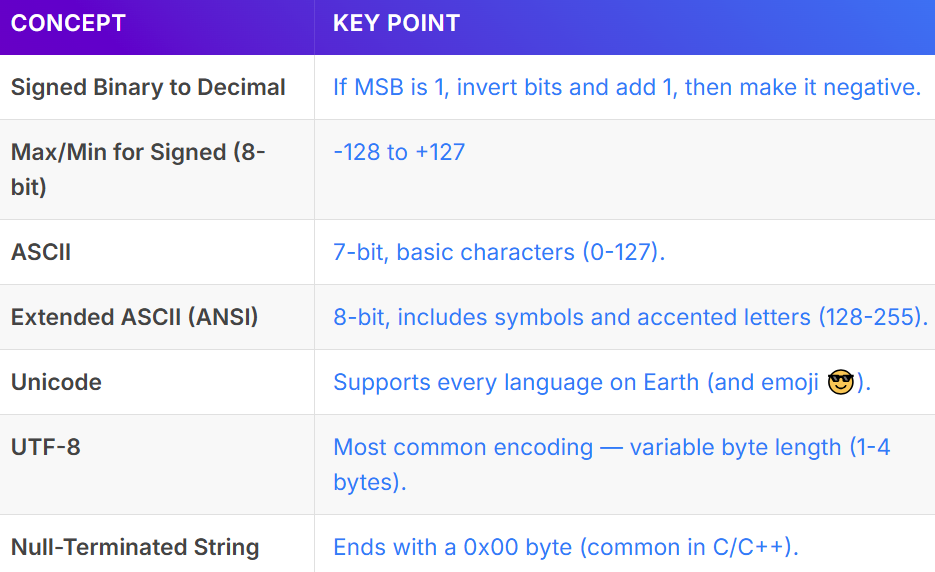 CONCEPT KEY POINT
Signed Binary to Decimal If MSB is 1, invert bits and add 1, then make it negative.
Max/Min for Signed (8- -128 to +127
bit)
ASCII 7-bit, basic characters (0-127).
Extended ASCII (ANSI) 8-bit, includes symbols and accented letters (128-255).
Unicode Supports every language on Earth (and emoji 😎).
UTF-8 Most common encoding — variable byte length (1-4
bytes).
Null-Terminated String Ends with a 0x00 byte (common in C/C++).